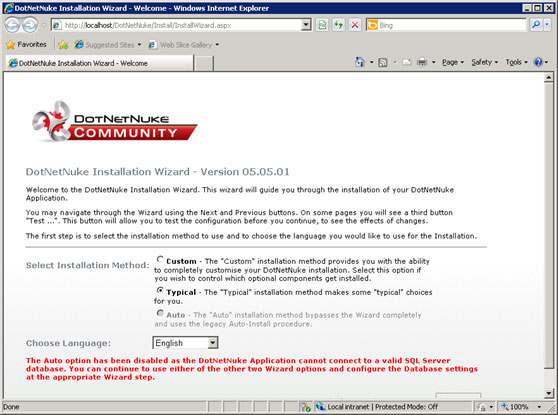 DotNetNuke Installation Wizard - Welcome - Windows Internet Explorer
http://localhost/DotNetNuke/Install/InstallWizard.aspx
Bing
Favorites
Suggested Sites
Web Slice Gallery
DotNetNuke Installation Wizard - Welcome
Page
Safety
Tools
DOTNETNUKE
COMMUNITY
DotNetNuke Installation Wizard - Version 05.05.01
Welcome to the DotNetNuke Installation Wizard. This wizard will guide you through the installation of your DotNetNuke
Application.
You may navigate through the Wizard using the Next and Previous buttons. On some pages you will see a third button
"Test ...". This button will allow you to test the configuration before you continue, to see the effects of changes.
The first step is to select the installation method to use and to choose the language you would like to use for the Installation.
Select Installation Method:
Custom - The "Custom" installation method provides you with the ability
to completely customise your DotNetNuke installation. Select this option if
you wish to control which optional components get installed.
Typical - The "Typical" installation method makes some "typical" choices
for you.
Auto - The "Auto" installation method bypasses the Wizard completely
and uses the legacy Auto-Install procedure.
Choose Language:
English
The Auto option has been disabled as the DotNetNuke Application cannot connect to a valid SQL Server
database. You can continue to use either of the other two Wizard options and configure the Database settings
at the appropriate Wizard step.
Done
Local intranet | Protected Mode: Off
100%